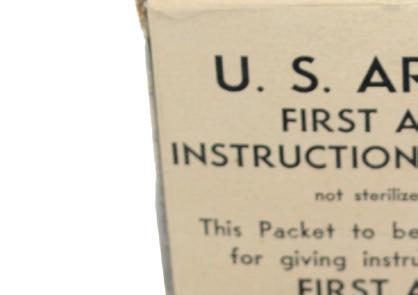 U. S. AR
FIRST A
INSTRUCTION
not sterilize
This Packet to be
for giving instru
FIRST A